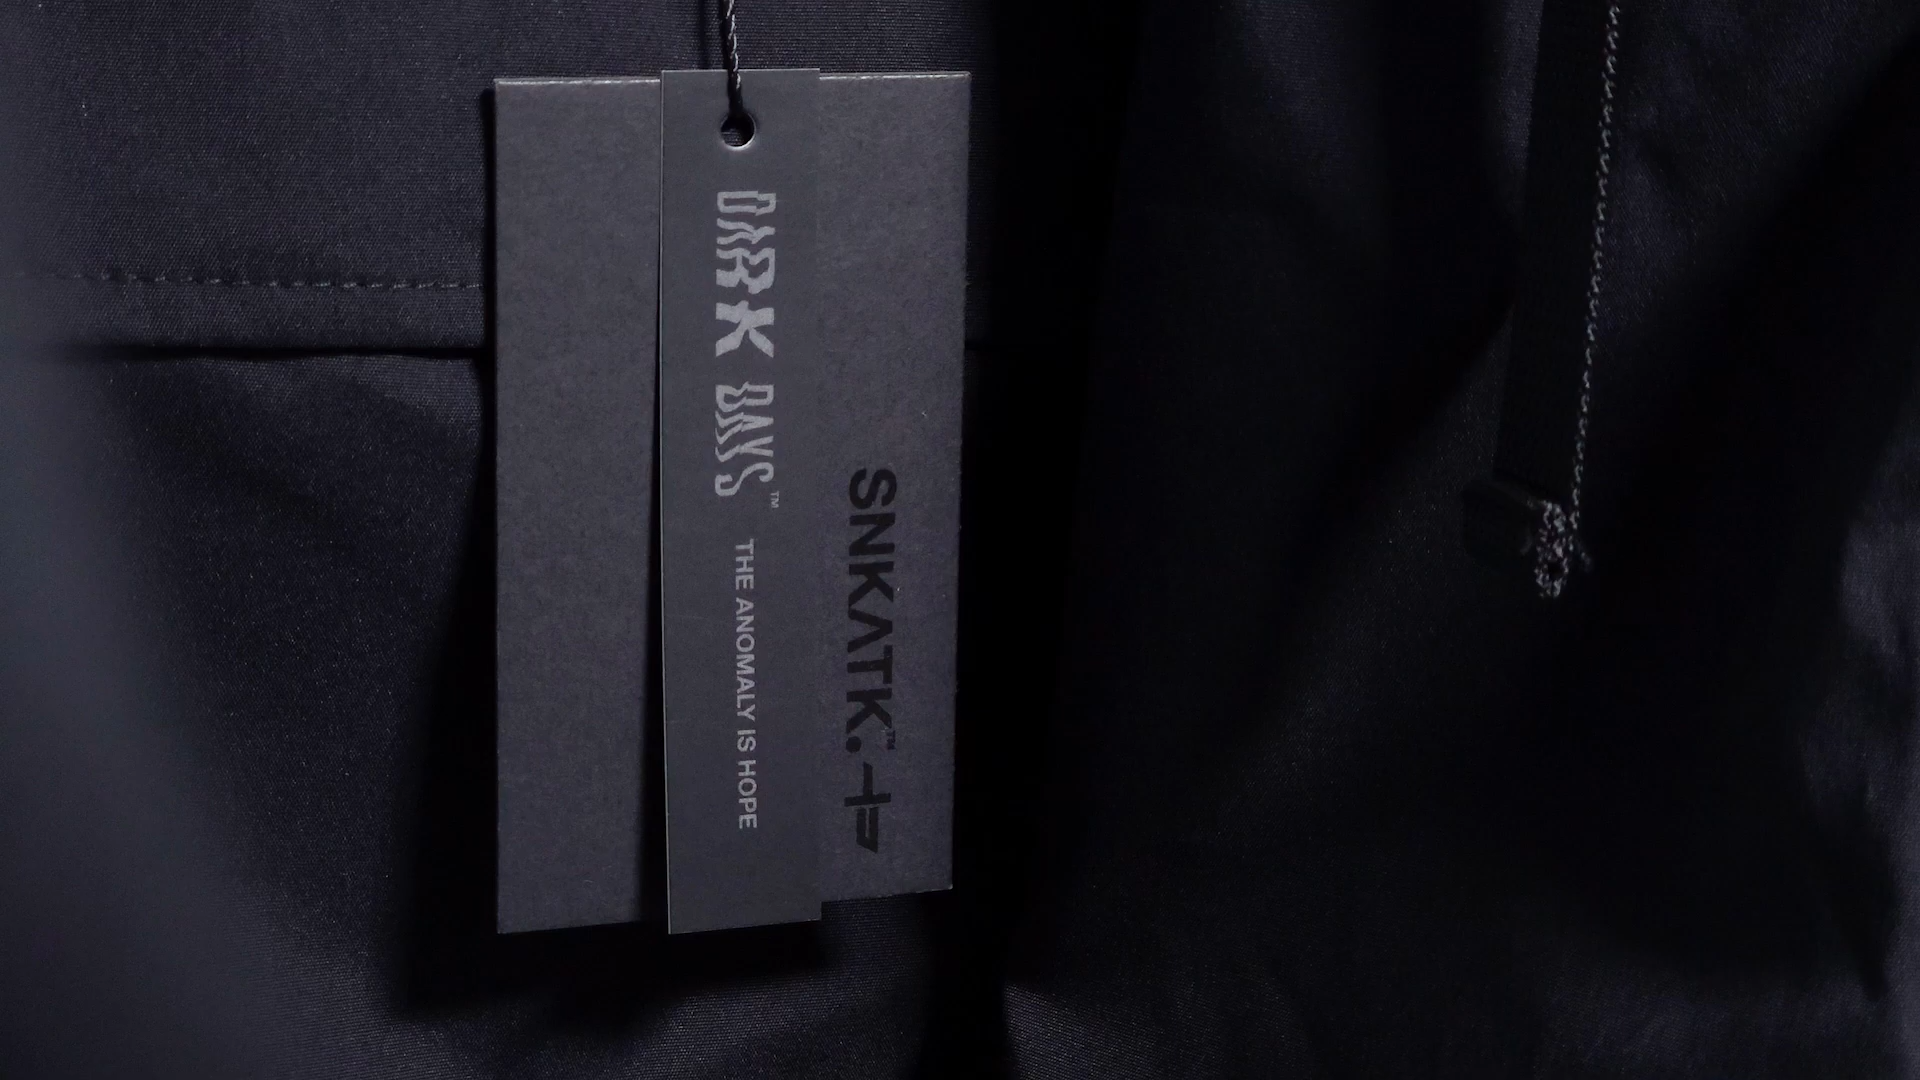 DARK DAYS™
THE ANOMALY IS HOPE
SNKATK.™